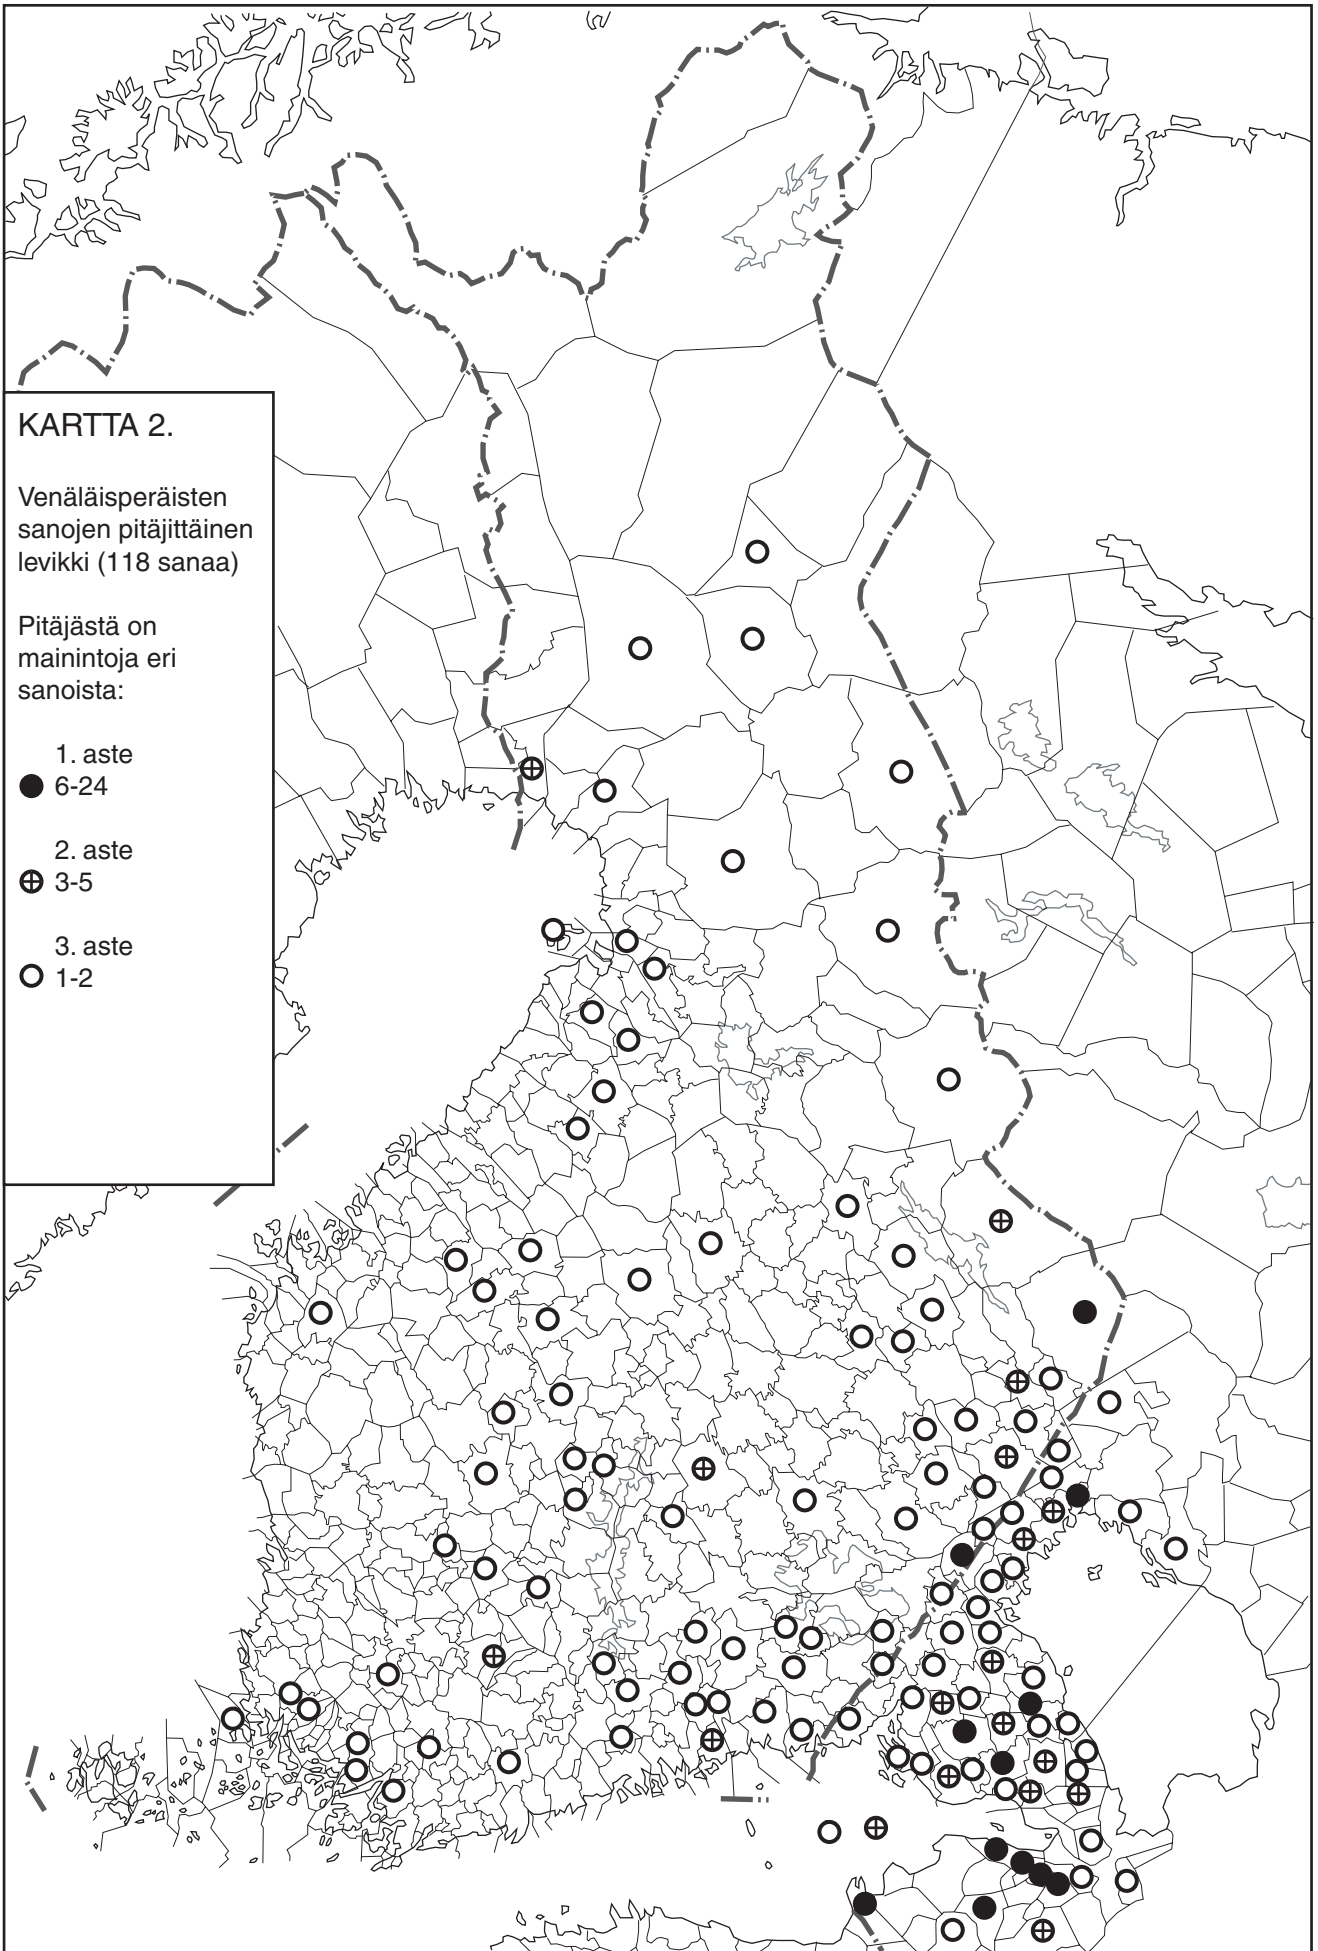 KARTTA 2.
Venäläisperäisten
sanojen pitäjittäinen
levikki (118 sanaa)
Pitäjästä on
mainintoja eri
sanoista:
1. aste
6-24
2. aste
3-5
3. aste
1-2